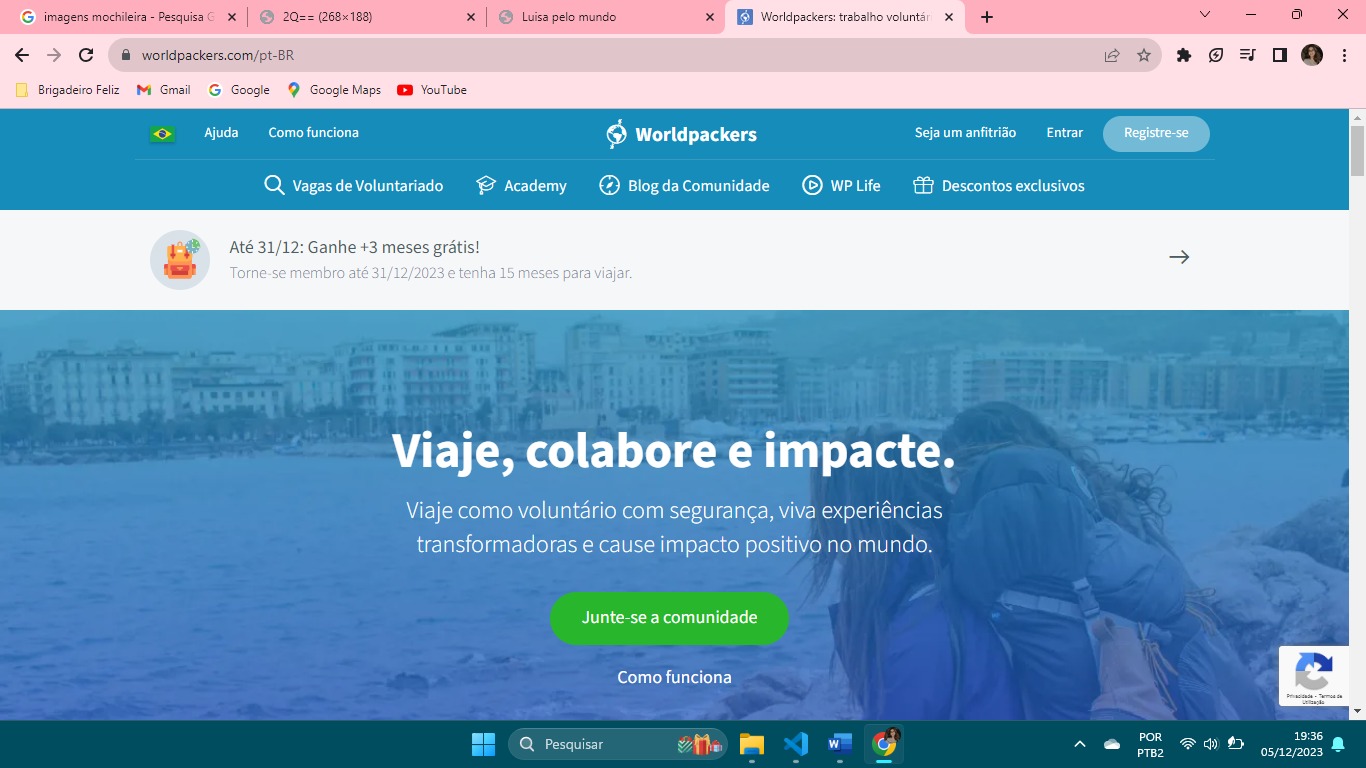 imagens mochileira - Pesquisa G
2Q== (268×188)
Luisa pelo mundo
Worldpackers: trabalho voluntár
worldpackers.com/pt-BR
Brigadeiro Feliz
Gmail
Google
Google Maps
YouTube
Ajuda
Como funciona
Worldpackers
Seja um anfitrião
Entrar
Registre-se
Vagas de Voluntariado
Academy
Blog da Comunidade
WP Life
Descontos exclusivos
Até 31/12: Ganhe +3 meses grátis!
Torne-se membro até 31/12/2023 e tenha 15 meses para viajar.
Viaje, colabore e impacte.
Viaje como voluntário com segurança, viva experiências
transformadoras e cause impacto positivo no mundo.
Junte-se a comunidade
Como funciona
Privacidade - Termos de
Utilização
Pesquisar
POR
PTB2
19:36
05/12/2023